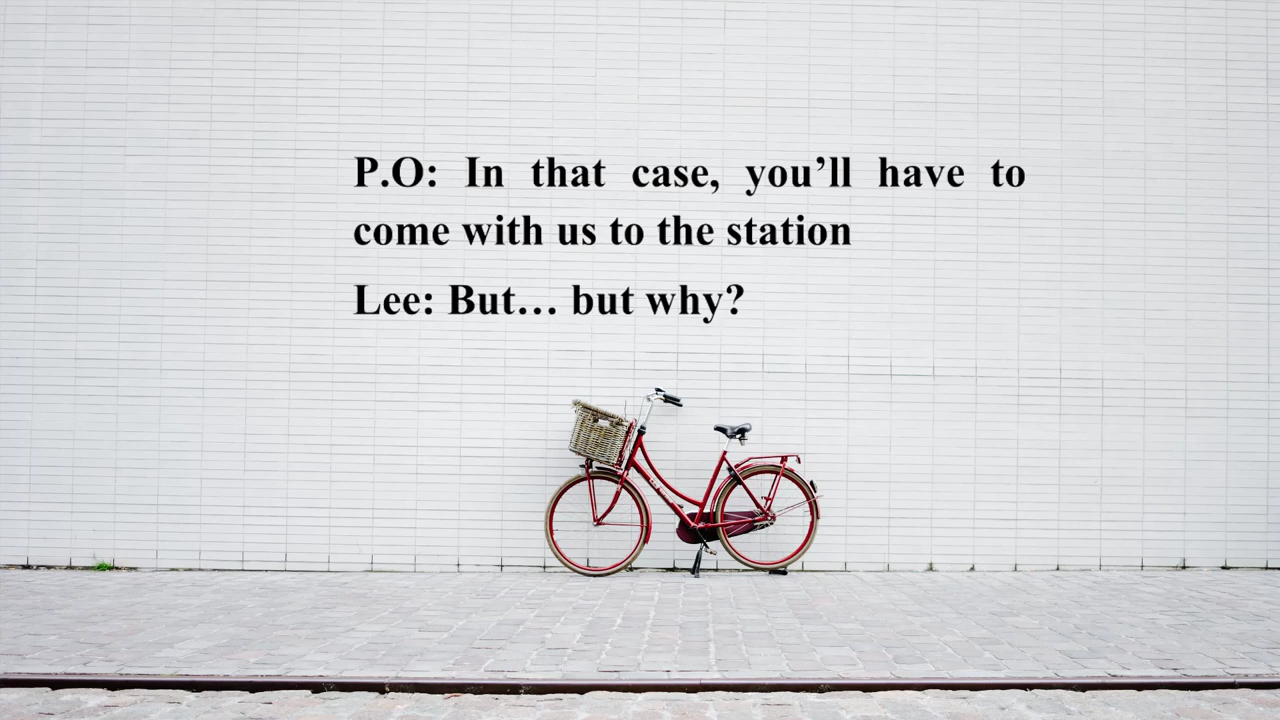 P.O: In that case, you’ll have to
come with us to the station
Lee: But… but why?